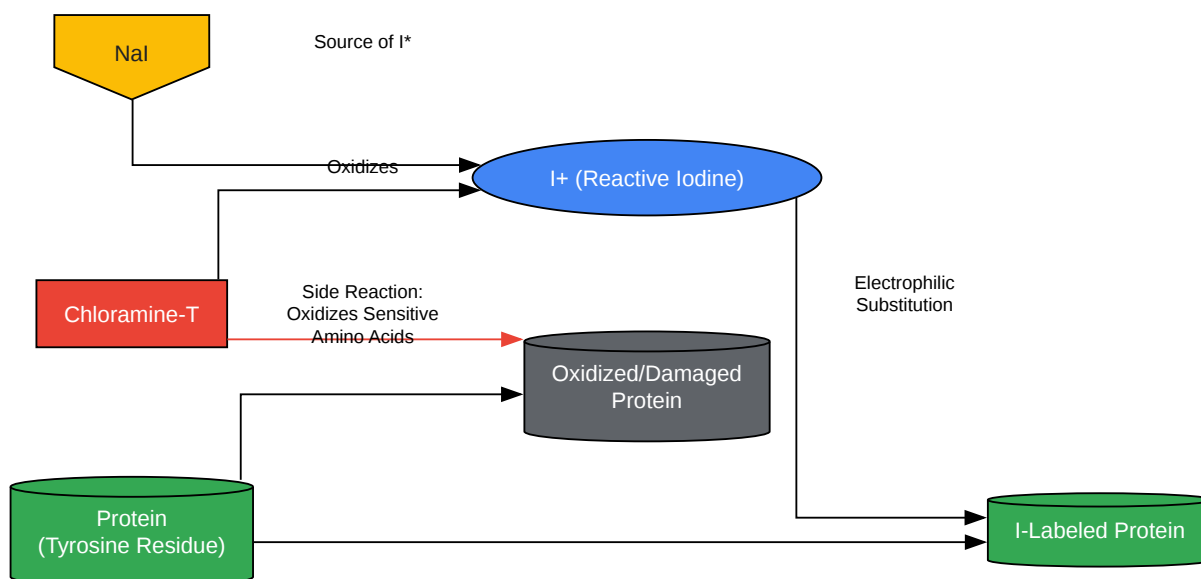 NaI
Source of I*
Oxidizes
I+ (Reactive Iodine)
Chloramine-T
Side Reaction:
Oxidizes Sensitive
Amino Acids
Electrophilic
Substitution
Oxidized/Damaged
Protein
Protein
(Tyrosine Residue)
I-Labeled Protein